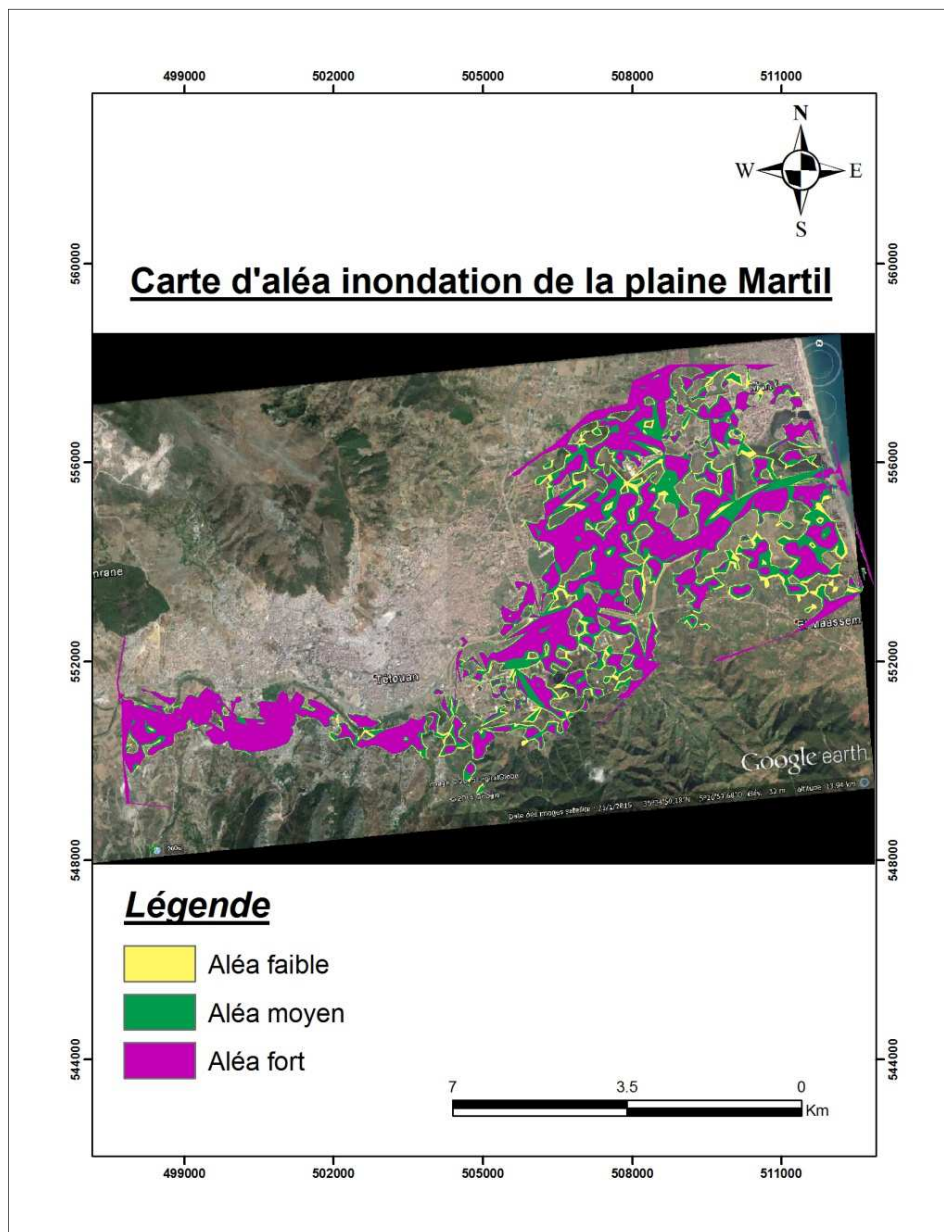 499000 502000 505000 508000 511000
N
W E
S
560000 560000
Carte d'aléa inondation de la plaine Martil
556000 556000
552000 552000
Tétouan
Google earth
548000 548000
Légende
Aléa faible
Aléa moyen
Aléa fort
544000 544000
7 3.5 0
Km
499000 502000 505000 508000 511000